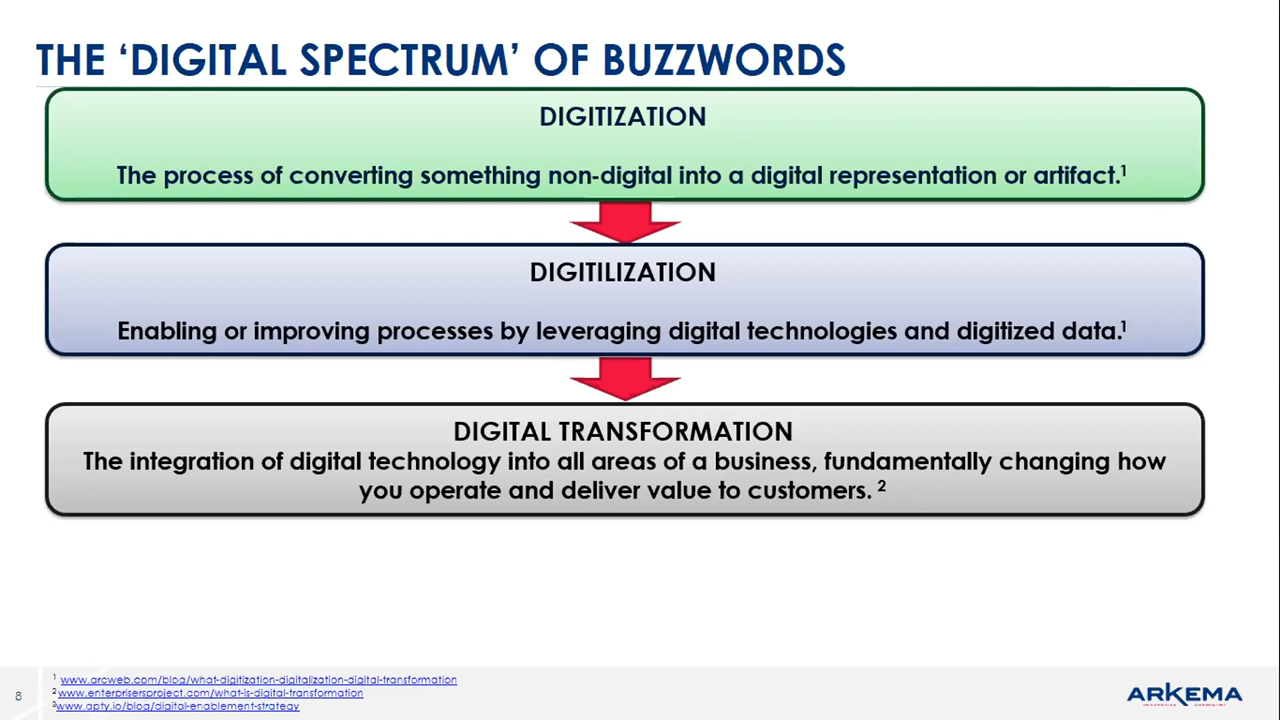 THE ‘DIGITAL SPECTRUM’ OF BUZZWORDS
DIGITIZATION
The process of converting something non-digital into a digital representation or artifact.1
DIGITILIZATION
Enabling or improving processes by leveraging digital technologies and digitized data.1
DIGITAL TRANSFORMATION
The integration of digital technology into all areas of a business, fundamentally changing how
you operate and deliver value to customers. 2
8
1 www.arcweb.com/blog/what-digitization-digitalization-digital-transformation
2 www.enterprisersproject.com/what-is-digital-transformation
3www.apty.io/blog/digital-enablement-strategy
ARKEMA